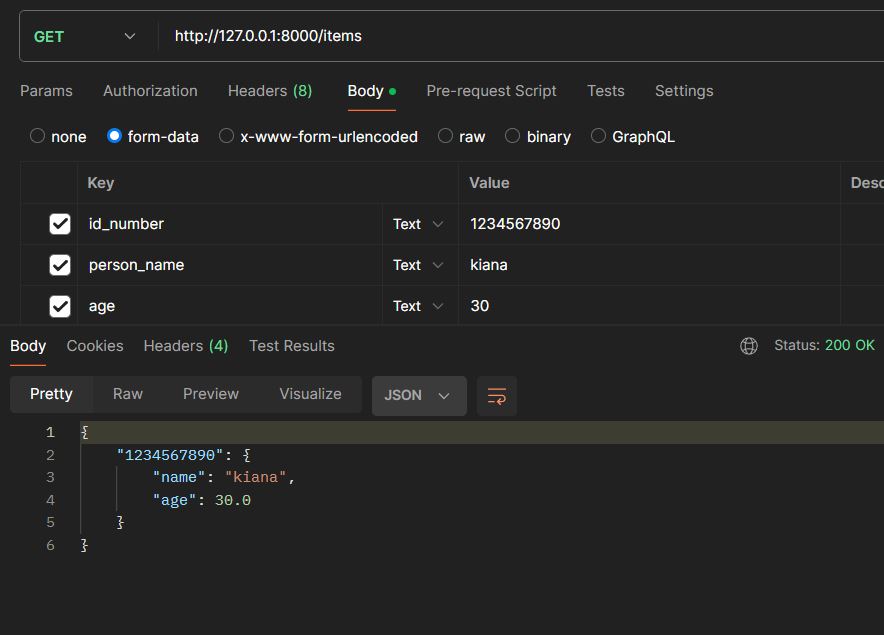 GET http://127.0.0.1:8000/items
Params Authorization Headers (8) Body Pre-request Script Tests Settings
none form-data x-www-form-urlencoded raw binary GraphQL
Key Value Desc
id_number Text 1234567890
person_name Text kiana
age Text 30
Body Cookies Headers (4) Test Results Status: 200 OK
Pretty Raw Preview Visualize JSON
1 {
2 "1234567890": {
3 "name": "kiana",
4 "age": 30.0
5 }
6 }